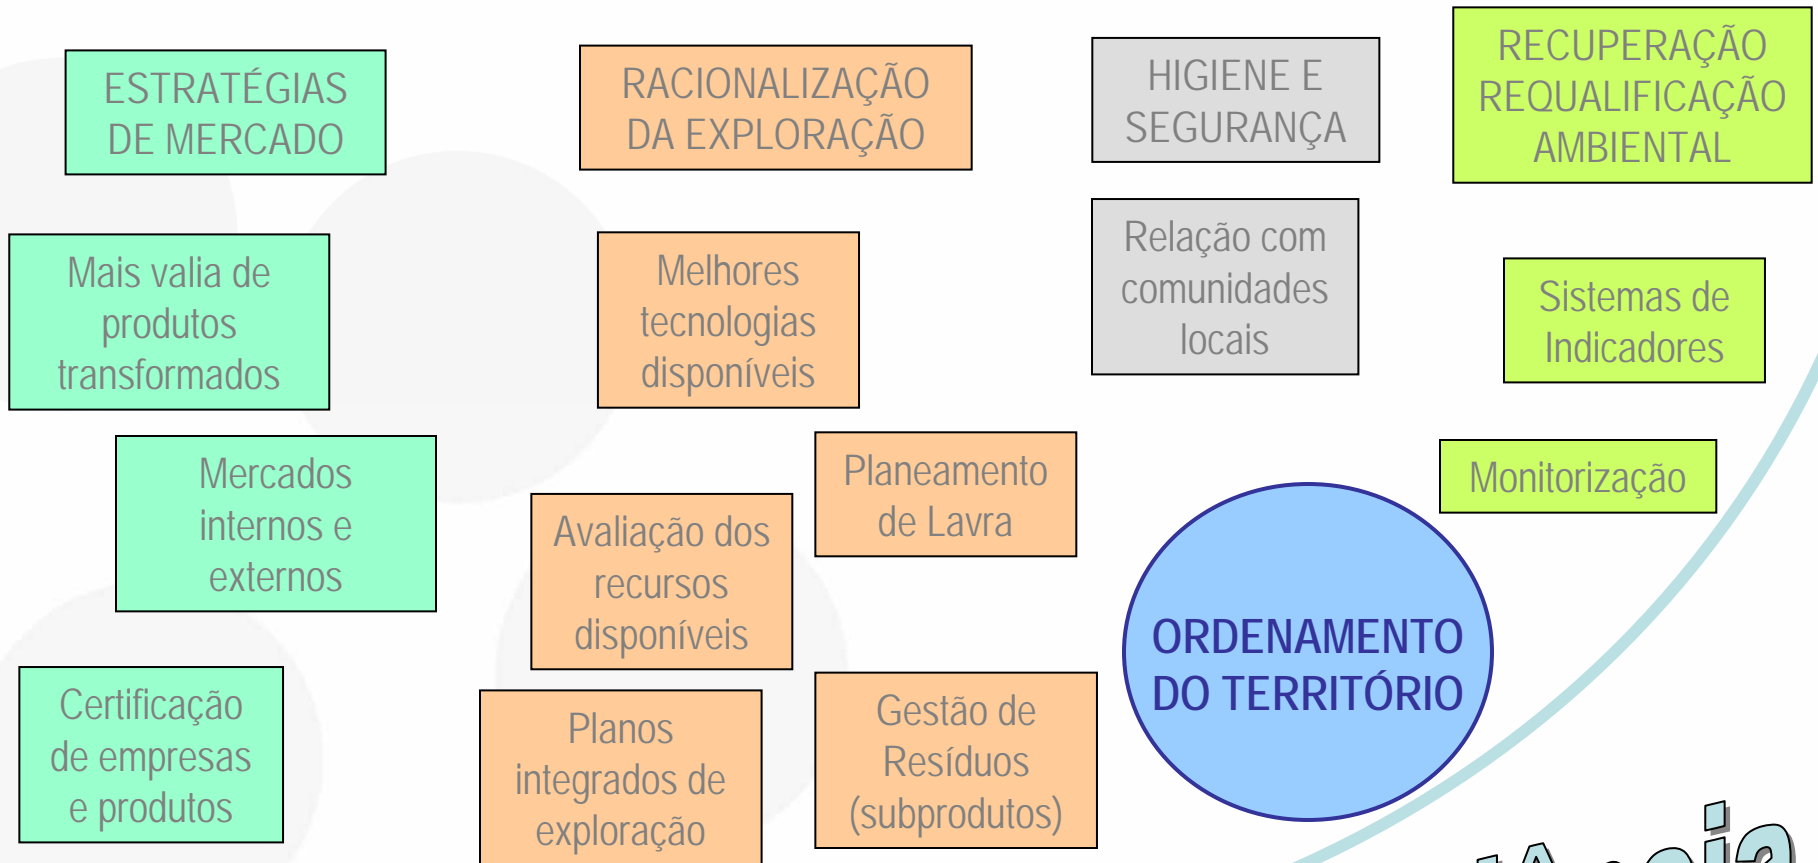 ESTRATÉGIAS
DE MERCADO
RACIONALIZAÇÃO
DA EXPLORAÇÃO
HIGIENE E
SEGURANÇA
RECUPERAÇÃO
REQUALIFICAÇÃO
AMBIENTAL
Mais valia de
produtos
transformados
Melhores
tecnologias
disponíveis
Relação com
comunidades
locais
Sistemas de
Indicadores
Mercados
internos e
externos
Avaliação dos
recursos
disponíveis
Planeamento
de Lavra
Monitorização
ORDENAMENTO
DO TERRITÓRIO
Certificação
de empresas
e produtos
Planos
integrados de
exploração
Gestão de
Resíduos
(subprodutos)